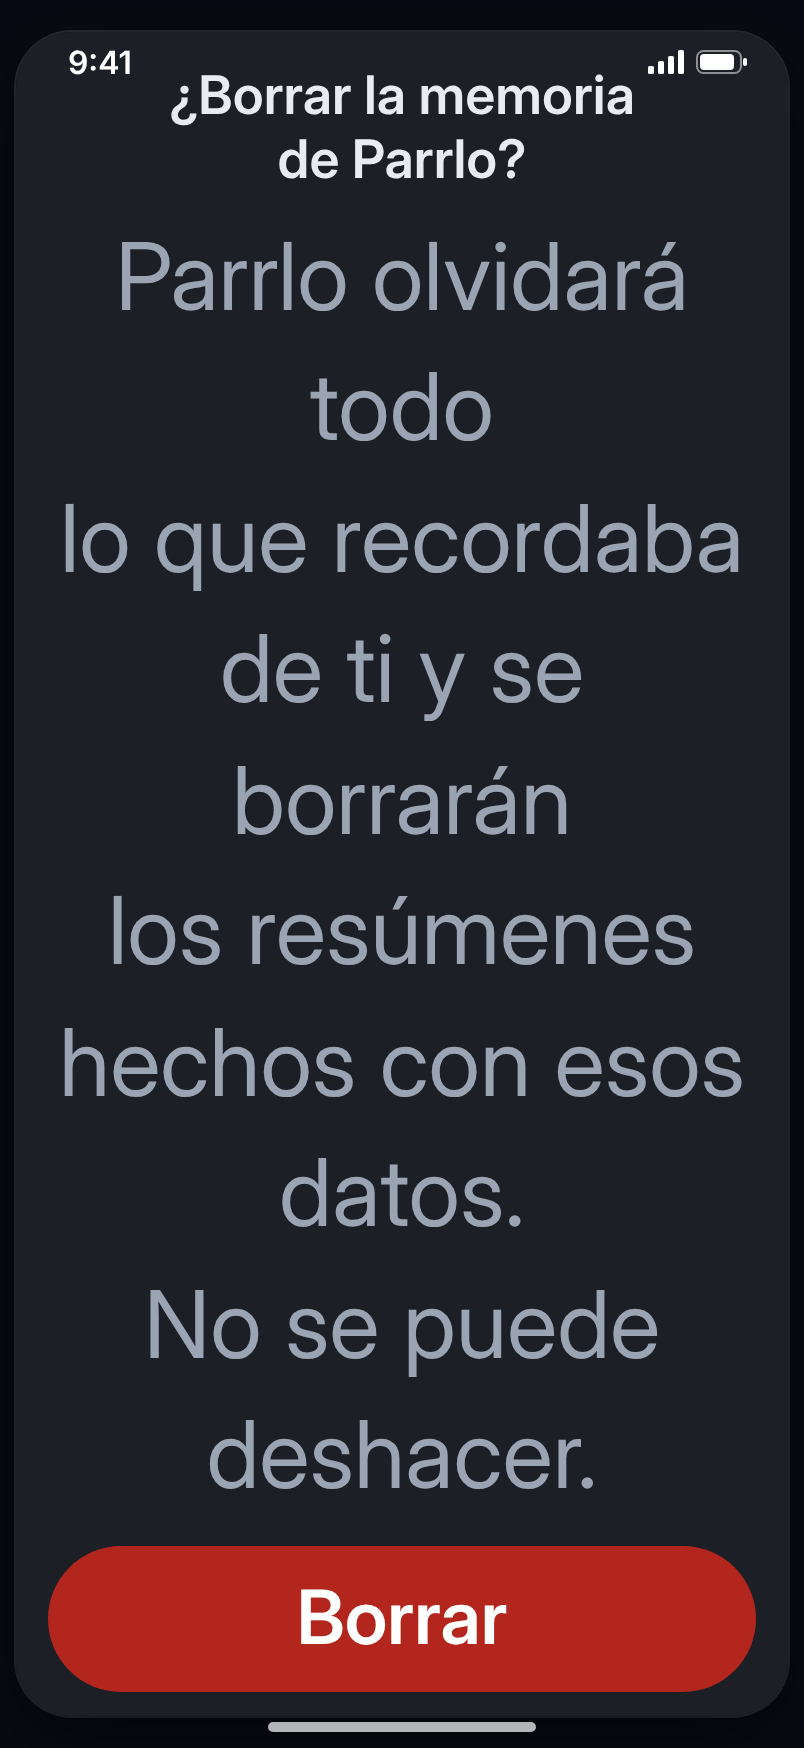 9:41
¿Borrar la memoria
de Parrlo?
Parrlo olvidará
todo
lo que recordaba
de ti y se
borrarán
los resúmenes
hechos con esos
datos.
No se puede
deshacer.
Borrar